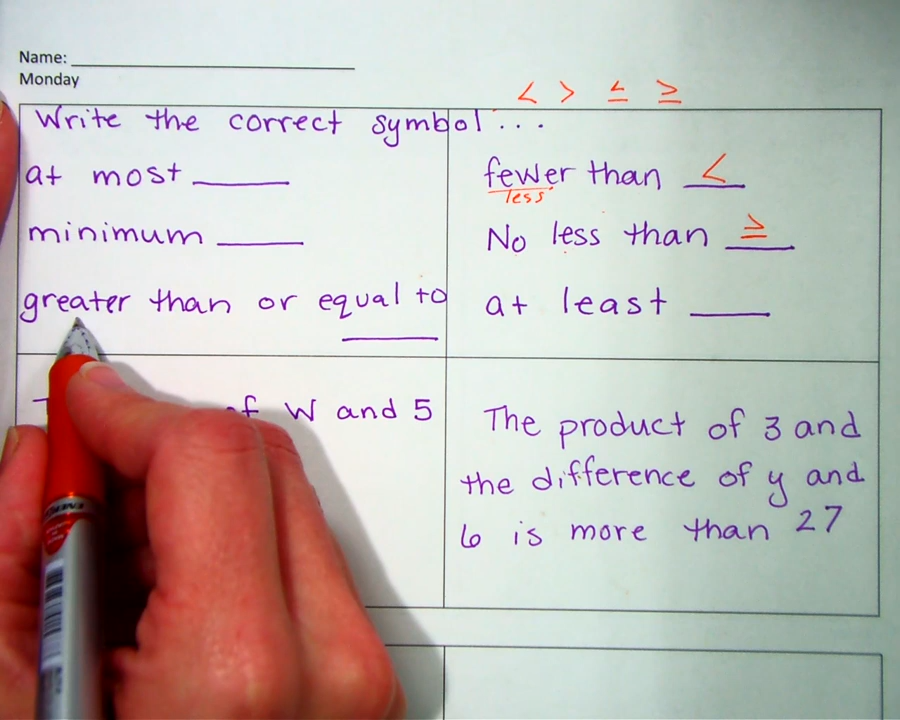 Name:
Monday
< > ≤ ≥
Write the correct symbol ...
at most
minimum
greater than or equal to
fewer than <
less
No less than ≥
at least
of W and 5
The product of 3 and
the difference of y and
6 is more than 27